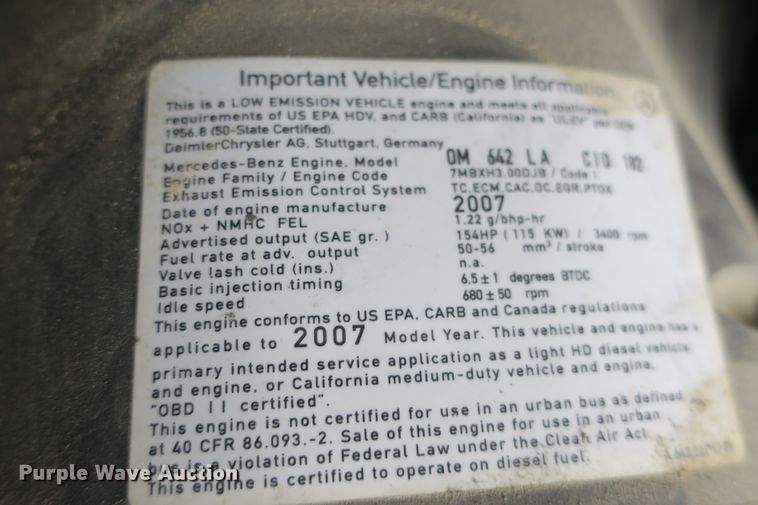 Important Vehicle/Engine Information
This is a LOW EMISSION VEHICLE engine and meets all applicable
requirements of US EPA HDV, and CARB (California) as "ULEV" per
1956.8 (50-State Certified).
DaimlerChrysler AG, Stuttgart, Germany
Mercedes-Benz Engine, Model OM 642 LA CID 182
Engine Family / Engine Code 7MBXH3.00DJB / Code 1
Exhaust Emission Control System TC,ECM,CAC,OC,EGR,PTOX
Date of engine manufacture 2007
NOx + NMHC FEL 1.22 g/bhp-hr
Advertised output (SAE gr.) 154HP (115 KW) / 3400 rpm
Fuel rate at adv. output 50-56 mm³ / stroke
Valve lash cold (ins.) n.a.
Basic injection timing 6,5±1 degrees BTDC
Idle speed 680±50 rpm
This engine conforms to US EPA, CARB and Canada regulations
applicable to 2007 Model Year. This vehicle and engine has a
primary intended service application as a light HD diesel vehicle
and engine, or California medium-duty vehicle and engine.
"OBD II certified".
This engine is not certified for use in an urban bus as defined
at 40 CFR 86.093.-2. Sale of this engine for use in an urban
bus is a violation of Federal Law under the Clean Air Act.
This engine is certified to operate on diesel fuel.
Purple Wave Auction